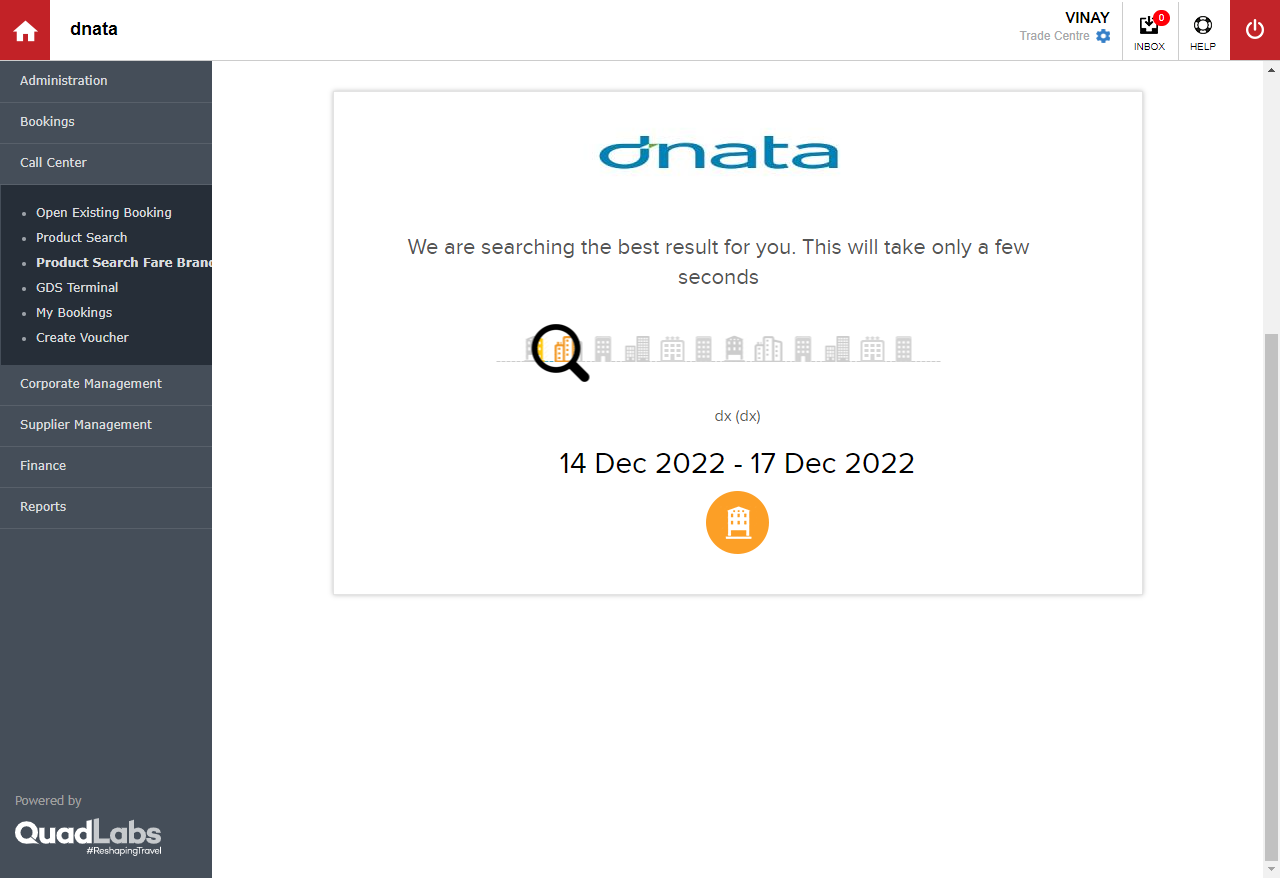 dnata
VINAY
Trade Centre
0
INBOX
HELP
Administration
Bookings
Call Center
Open Existing Booking
Product Search
Product Search Fare Bran
GDS Terminal
My Bookings
Create Voucher
Corporate Management
Supplier Management
Finance
Reports
dnata
We are searching the best result for you. This will take only a few
seconds
dx (dx)
14 Dec 2022 - 17 Dec 2022
Powered by
QuadLabs
#ReshapingTravel